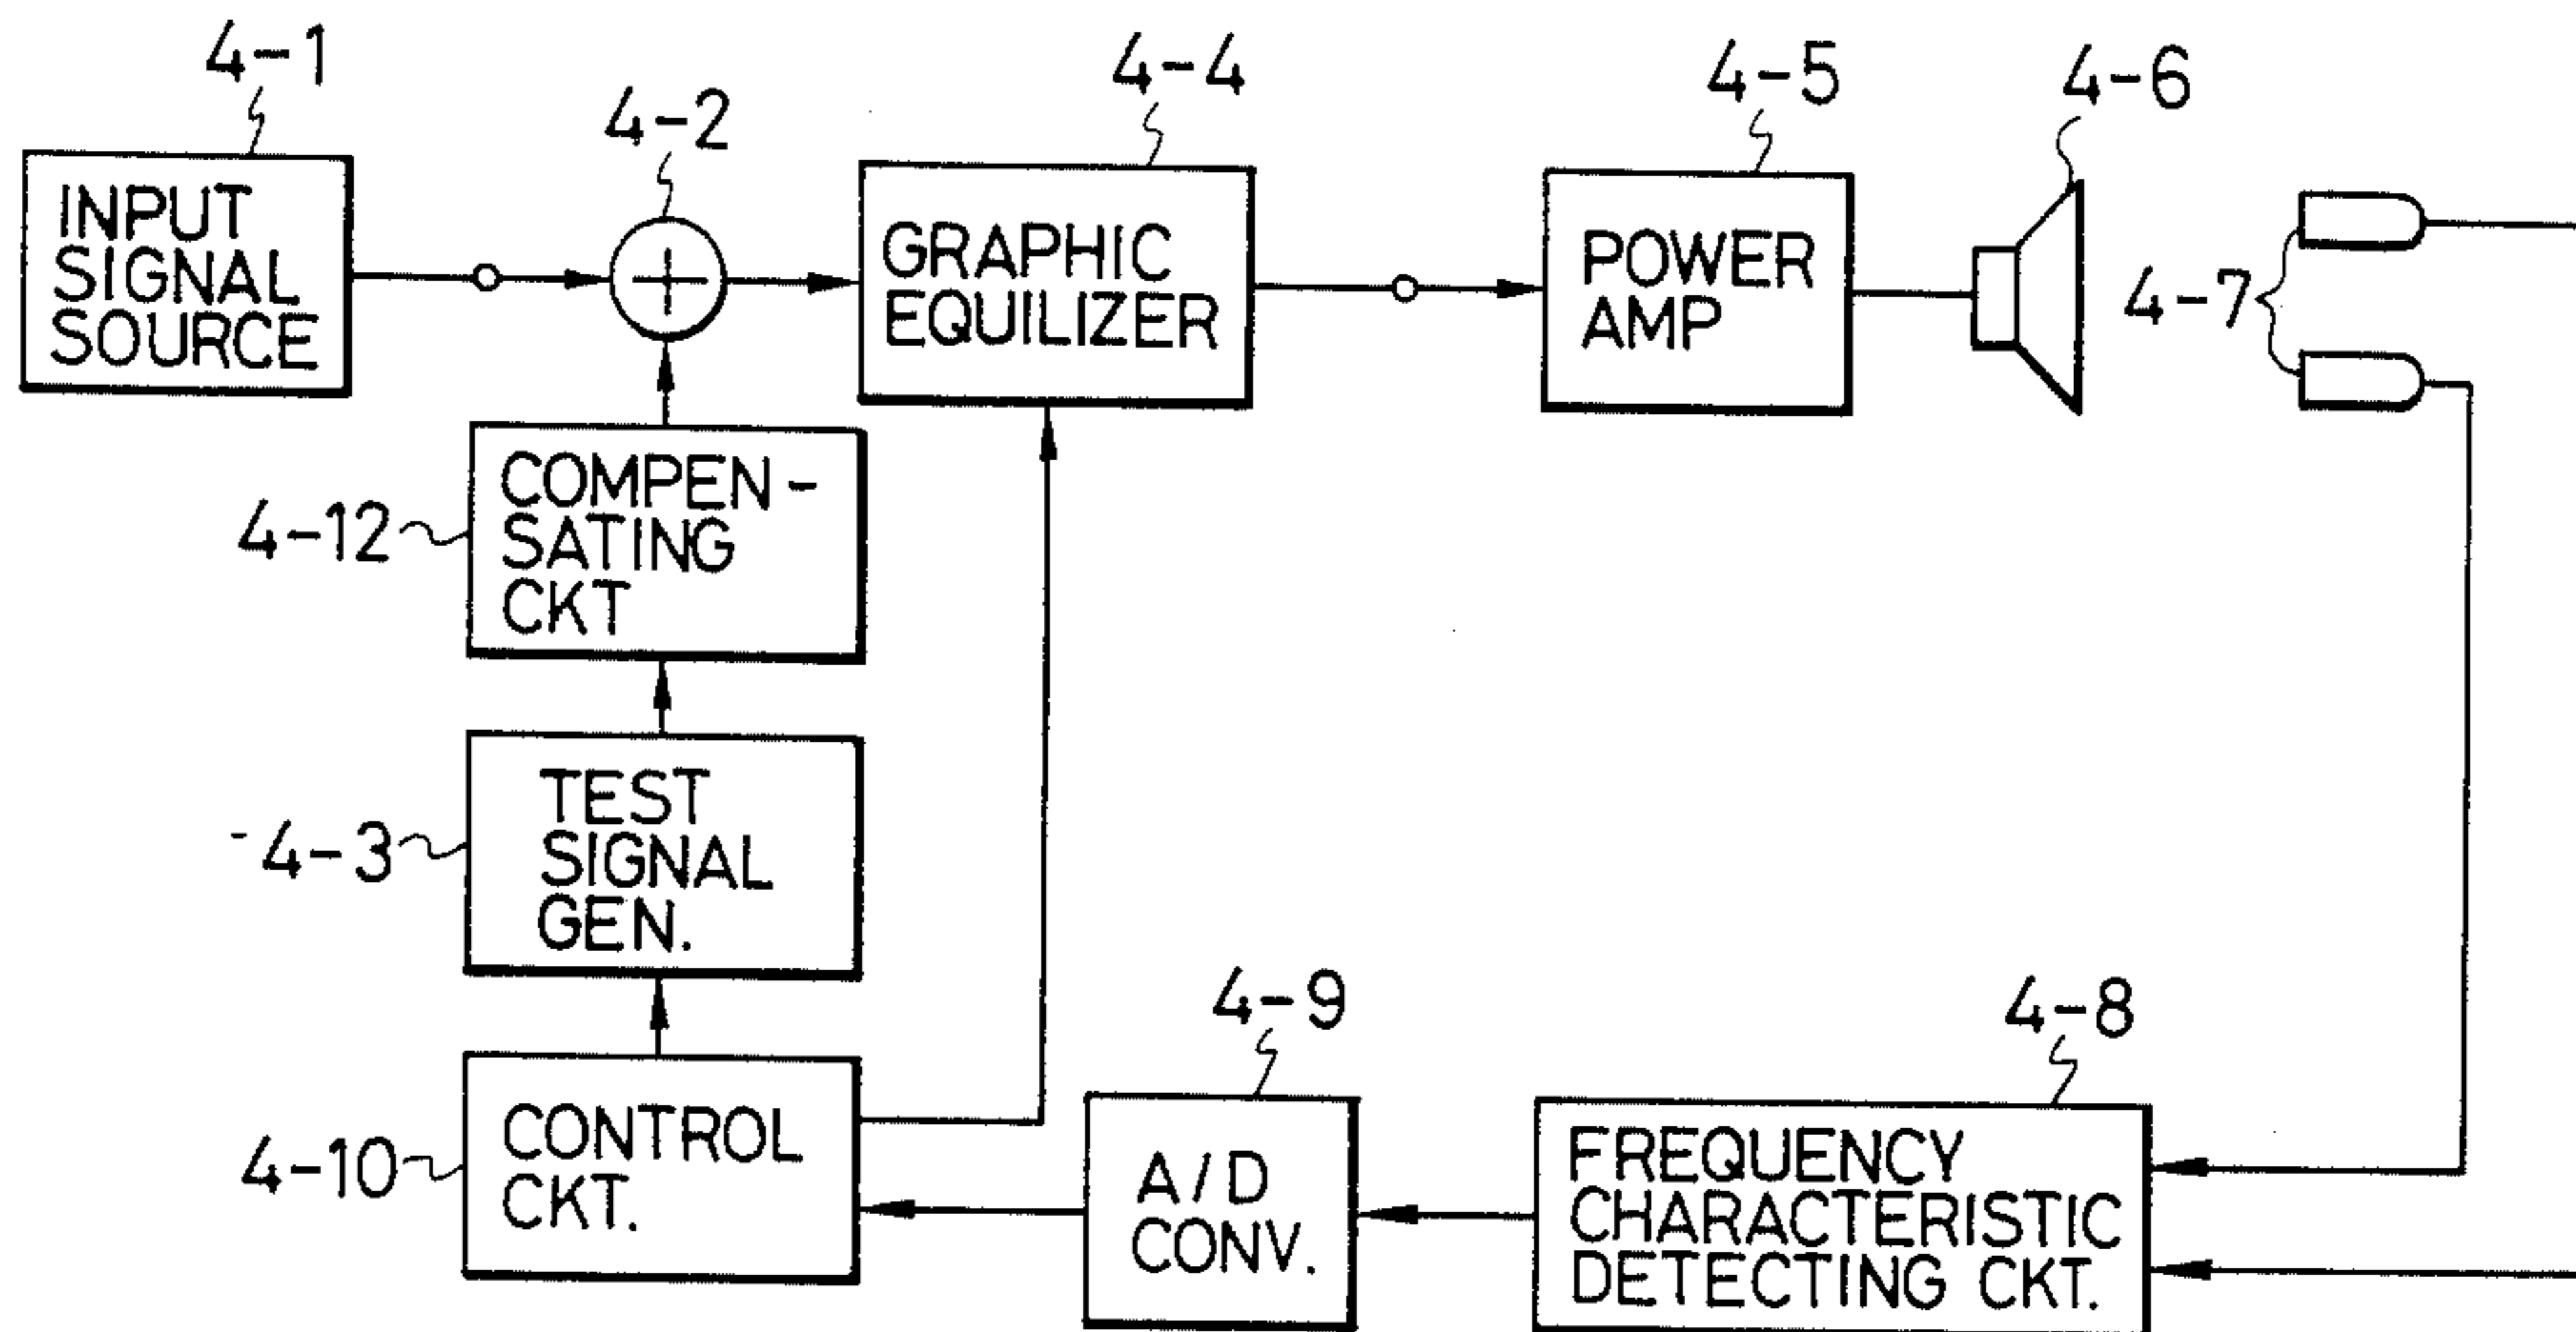 4-1
4-2
4-4
4-5
4-6
INPUT
SIGNAL
SOURCE
GRAPHIC
EQUILIZER
POWER
AMP
4-7
4-12
COMPEN-
SATING
CKT
4-3
TEST
SIGNAL
GEN.
4-10
CONTROL
CKT.
4-9
A/D
CONV.
4-8
FREQUENCY
CHARACTERISTIC
DETECTING CKT.